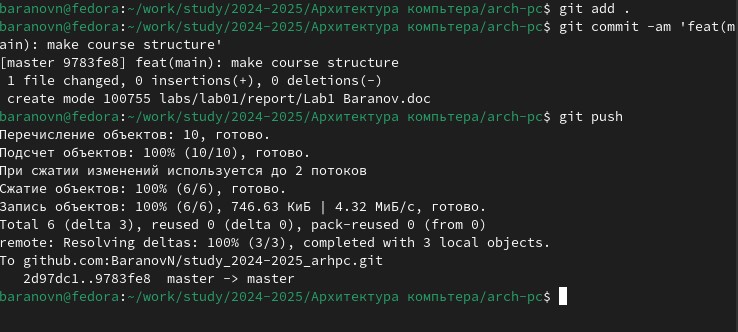 baranovn@fedora:~/work/study/2024-2025/Архитектура компьтера/arch-pc$ git add .
baranovn@fedora:~/work/study/2024-2025/Архитектура компьтера/arch-pc$ git commit -am 'feat(m
ain): make course structure'
[master 9783fe8] feat(main): make course structure
 1 file changed, 0 insertions(+), 0 deletions(-)
 create mode 100755 labs/lab01/report/Lab1 Baranov.doc
baranovn@fedora:~/work/study/2024-2025/Архитектура компьтера/arch-pc$ git push
Перечисление объектов: 10, готово.
Подсчет объектов: 100% (10/10), готово.
При сжатии изменений используется до 2 потоков
Сжатие объектов: 100% (6/6), готово.
Запись объектов: 100% (6/6), 746.63 КиБ | 4.32 МиБ/с, готово.
Total 6 (delta 3), reused 0 (delta 0), pack-reused 0 (from 0)
remote: Resolving deltas: 100% (3/3), completed with 3 local objects.
To github.com:BaranovN/study_2024-2025_arhpc.git
   2d97dc1..9783fe8  master -> master
baranovn@fedora:~/work/study/2024-2025/Архитектура компьтера/arch-pc$